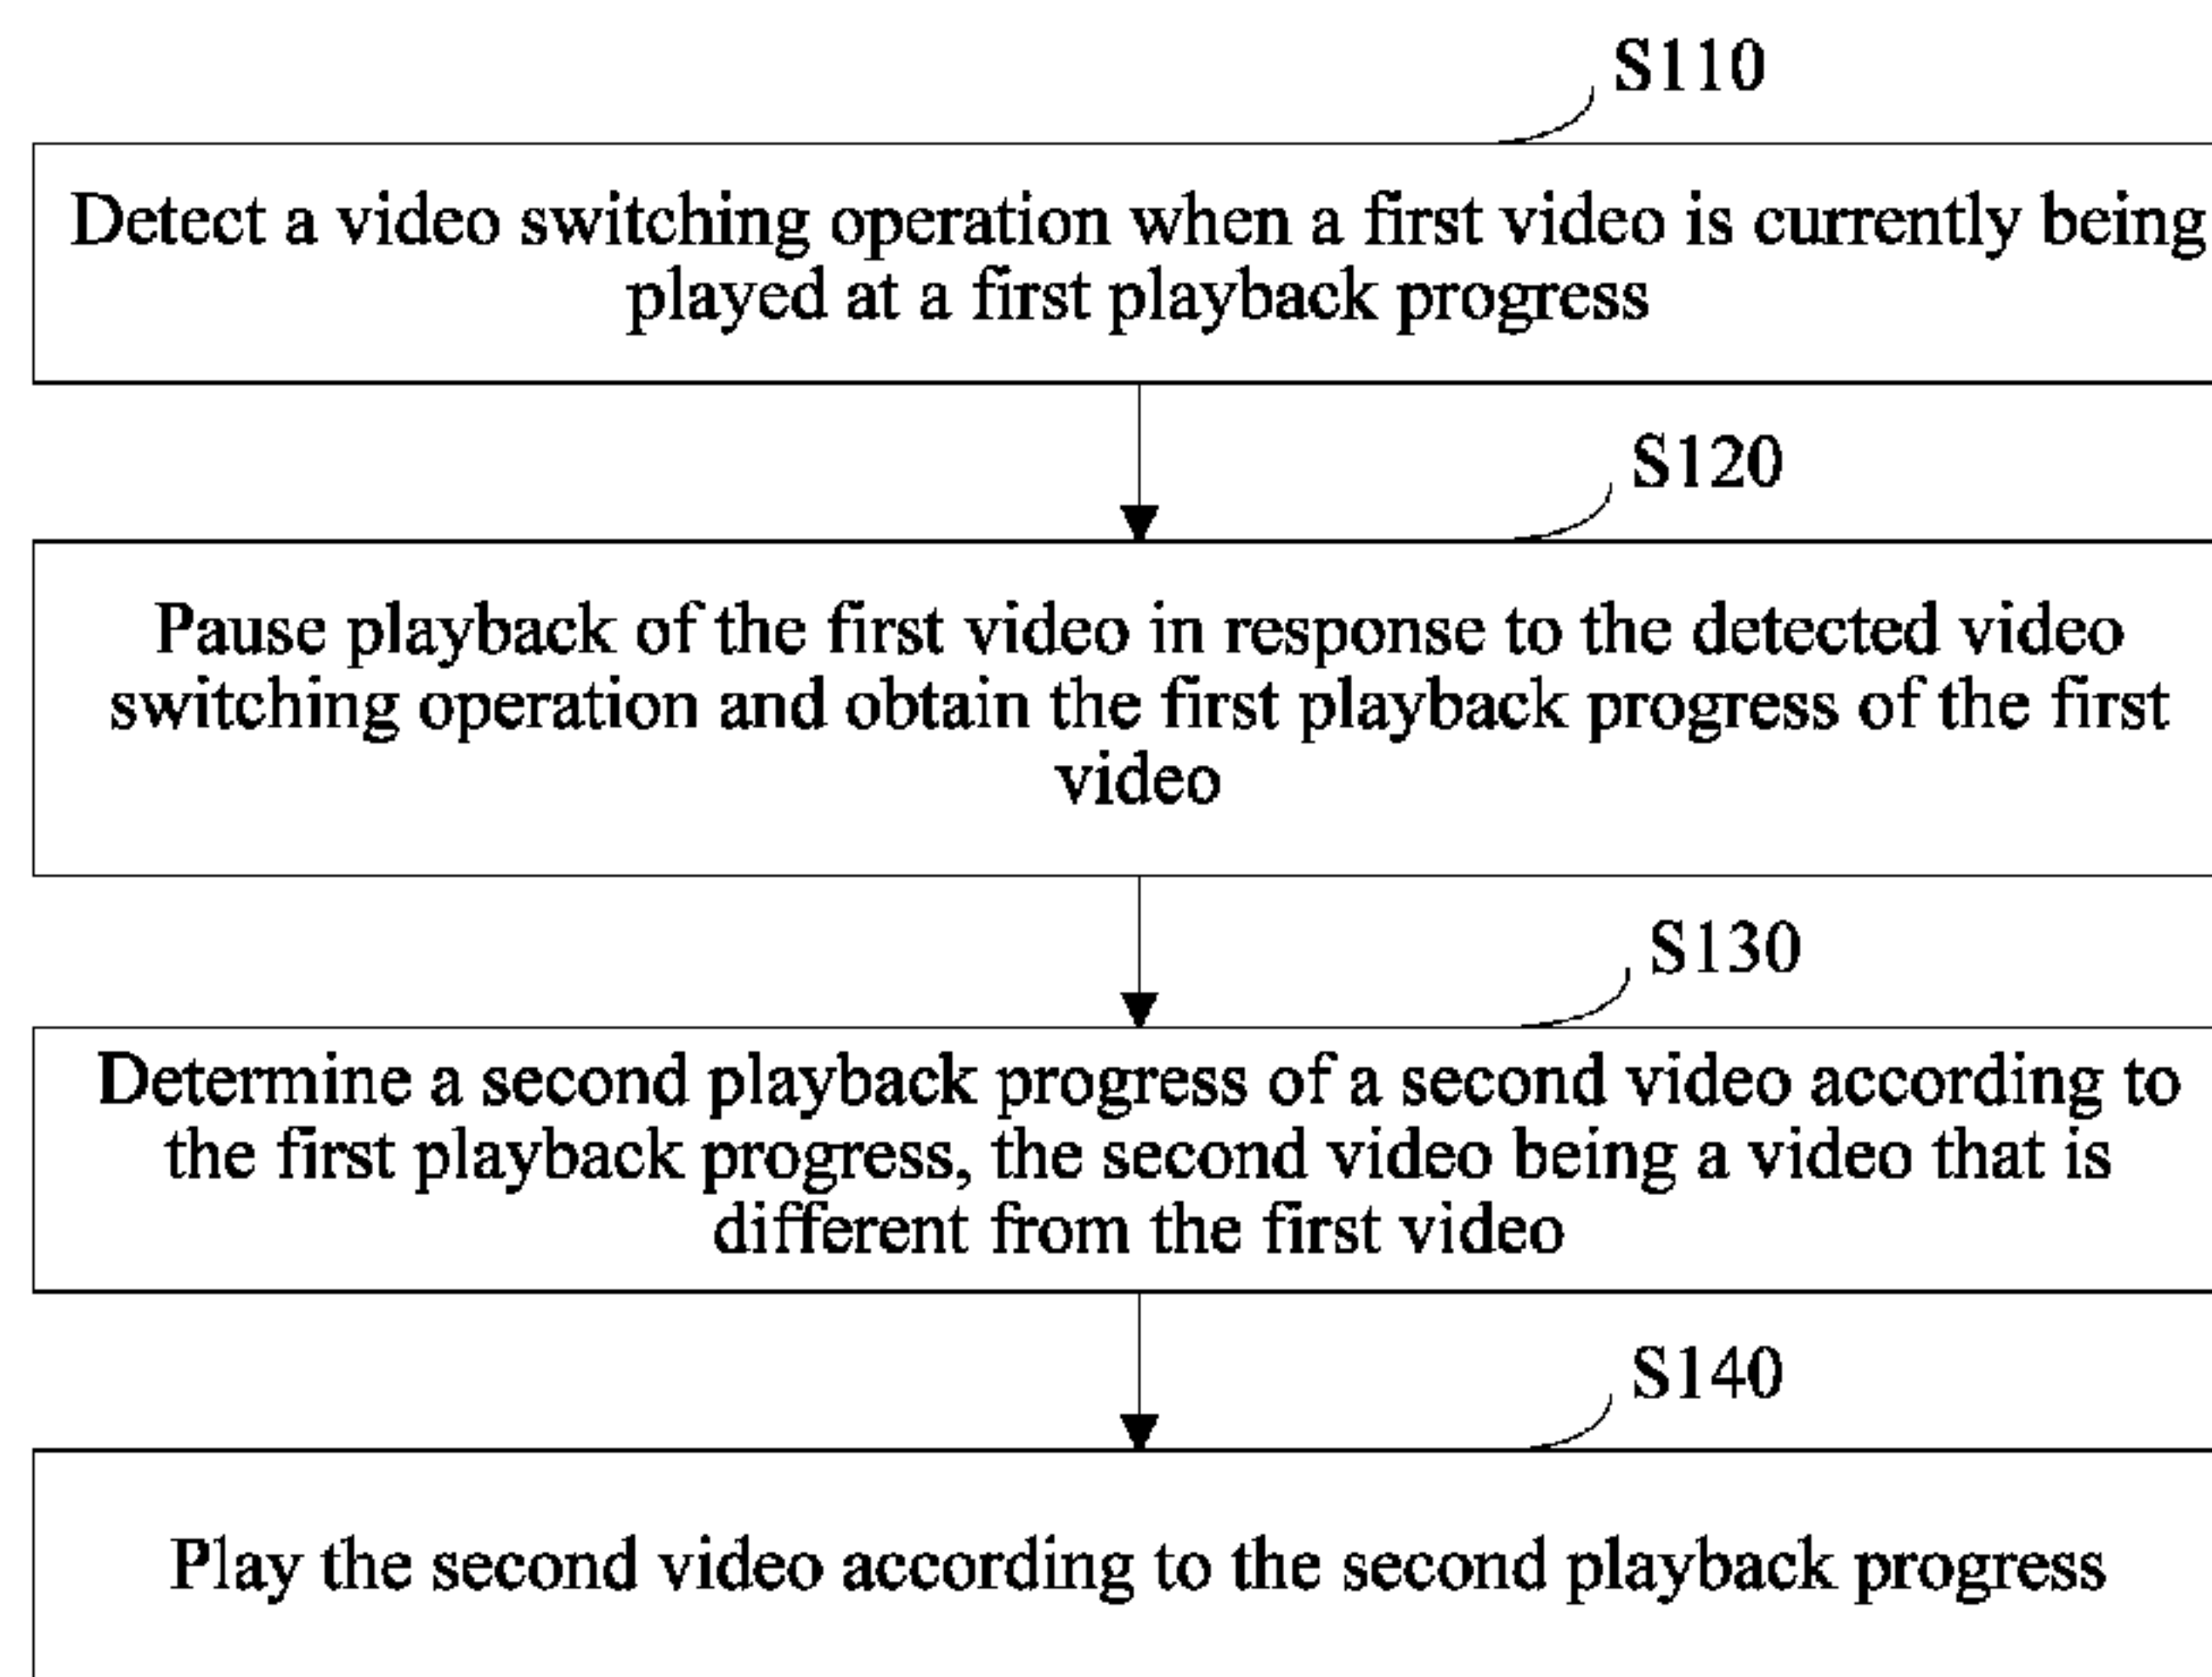 S110
Detect a video switching operation when a first video is currently being
played at a first playback progress
S120
Pause playback of the first video in response to the detected video
switching operation and obtain the first playback progress of the first
video
S130
Determine a second playback progress of a second video according to
the first playback progress, the second video being a video that is
different from the first video
S140
Play the second video according to the second playback progress